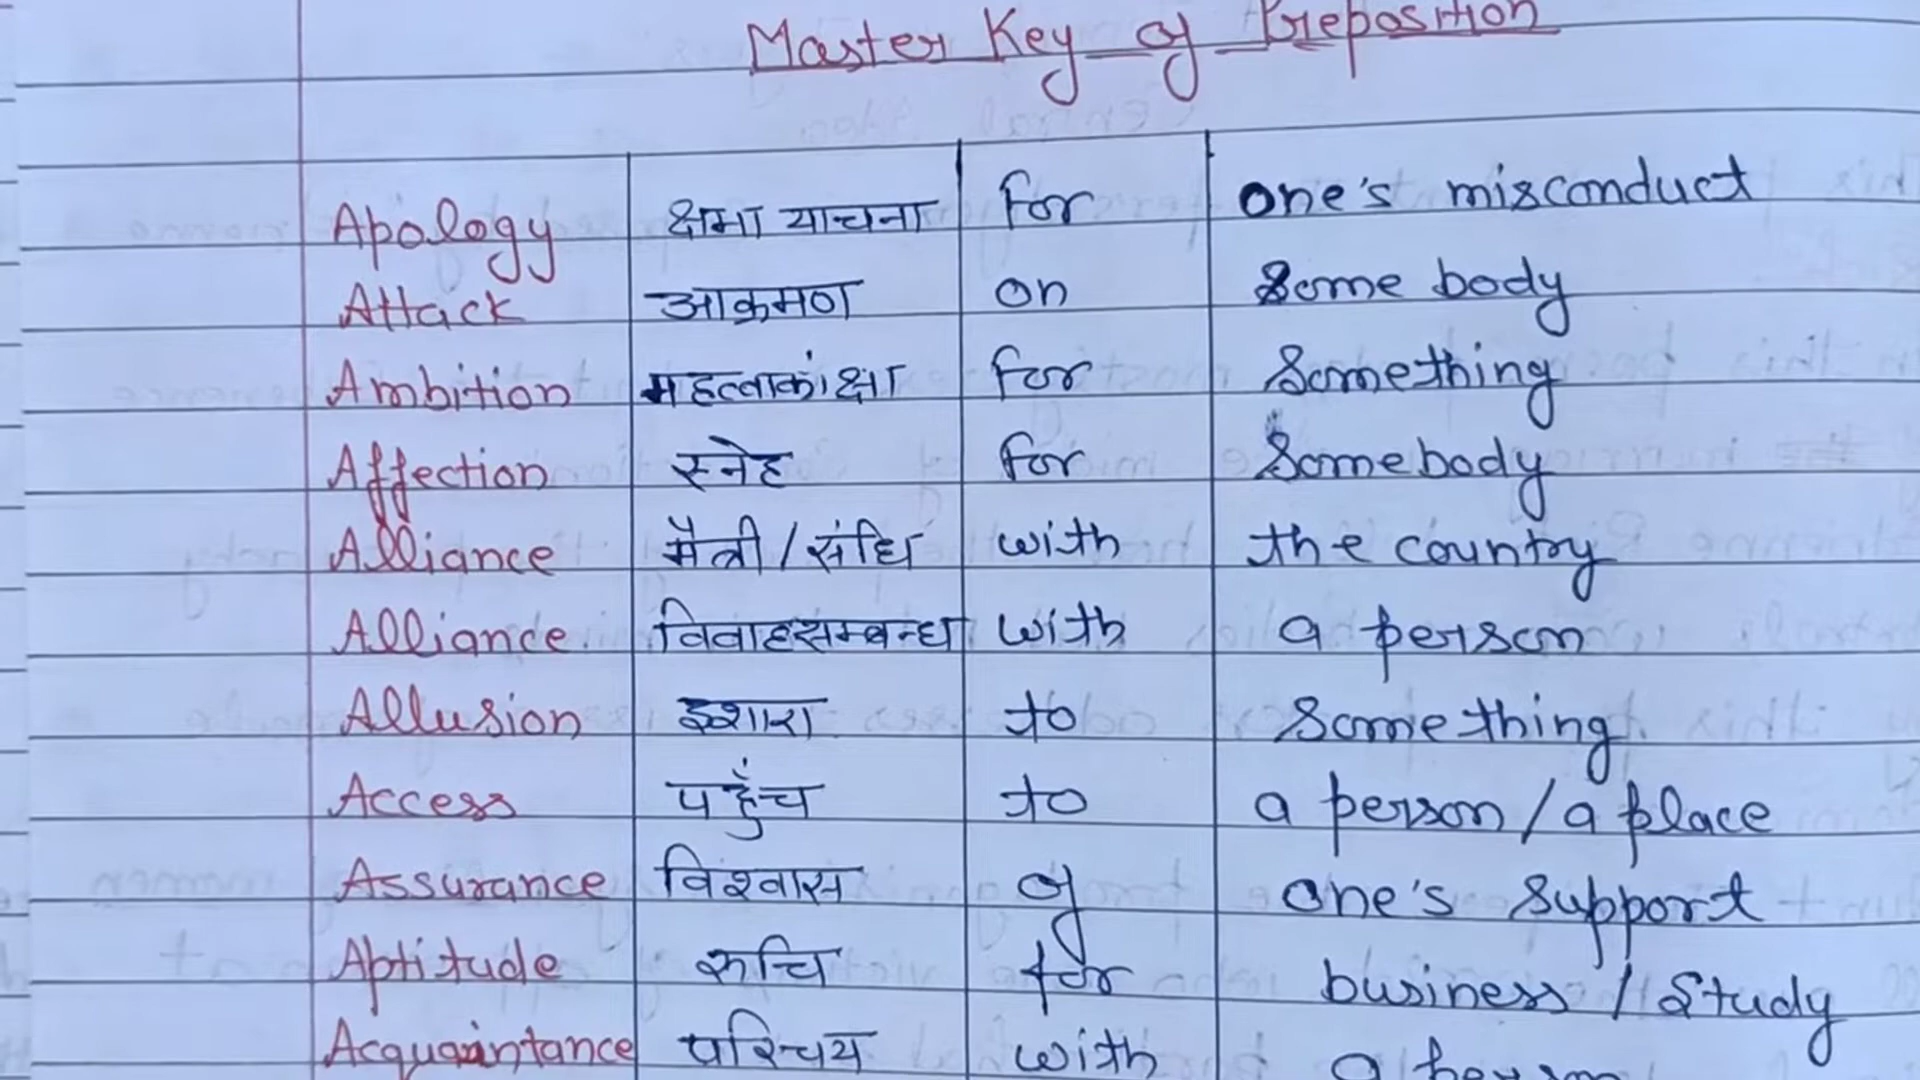 Master Key of Preposition
Apology क्षमा याचना for one's misconduct
Attack आक्रमण on Some body
Ambition महत्वाकांक्षा for Something
Affection स्नेह for Somebody
Alliance मैत्री/संधि with the country
Alliance विवाहसम्बन्ध with a person
Allusion इशारा to Something
Access पहुँच to a person/a place
Assurance विश्वास of one's support
Aptitude रुचि for business/Study
Acquaintance परिचय with a person